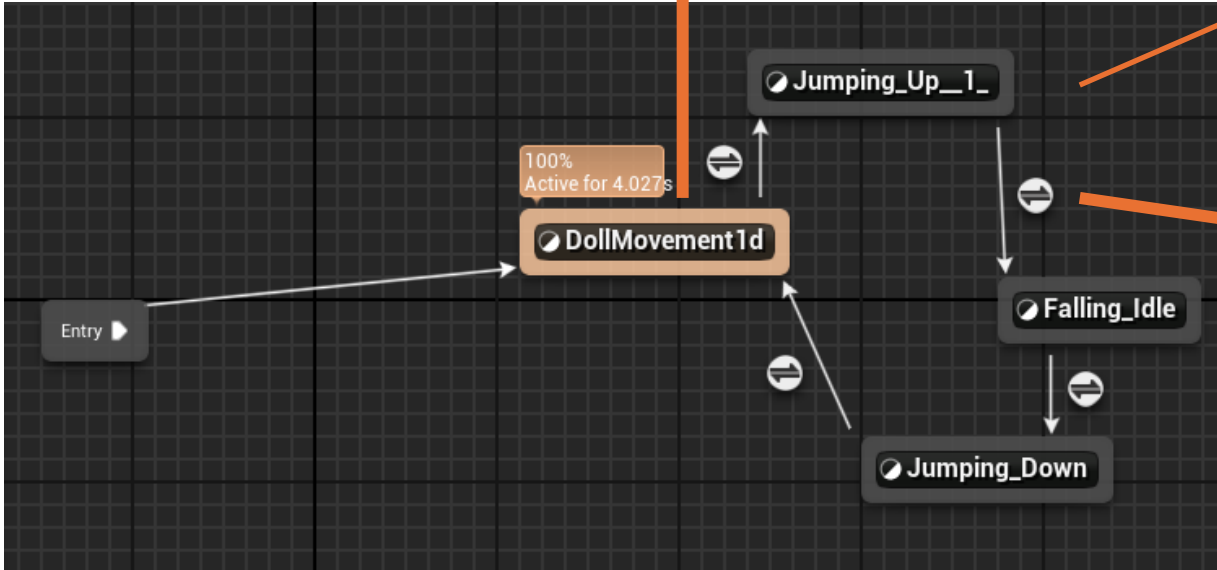 Jumping_Up__1_
100%
Active for 4.027s
DollMovement1d
Entry
Falling_Idle
Jumping_Down